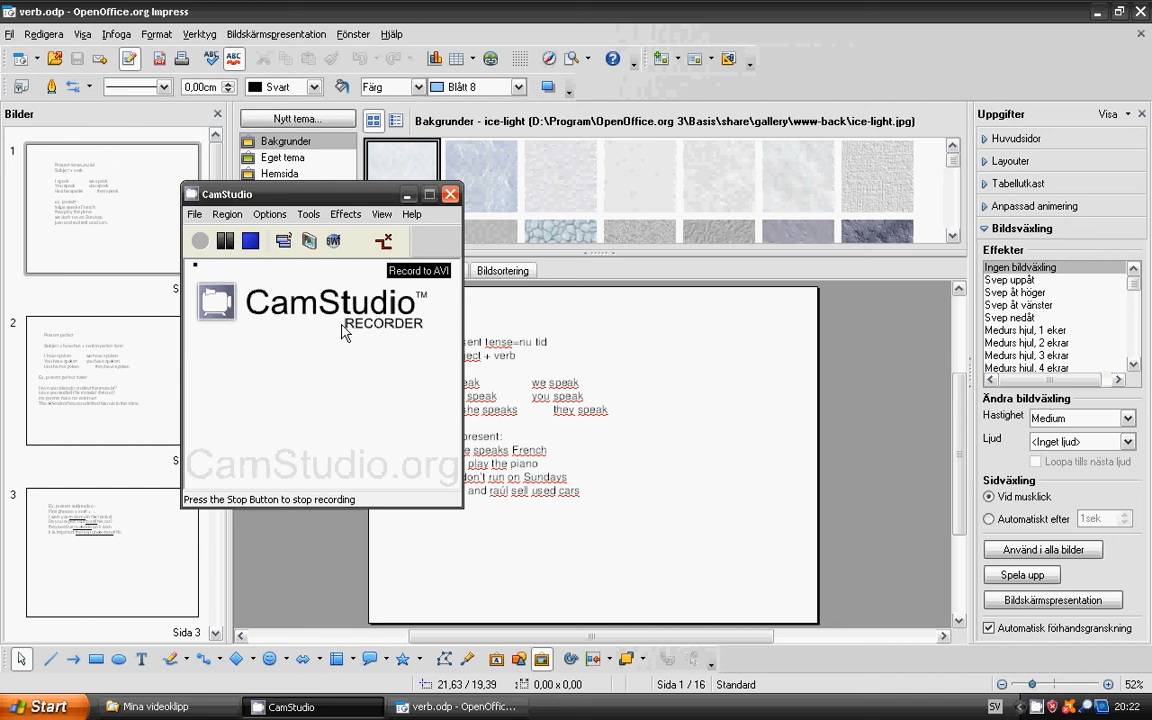 verb.odp - OpenOffice.org Impress
Redigera Visa Infoga Format Verktyg Bildskärmspresentation Fönster Hjälp
0,00cm Svart Färg Blått 8
Bilder
Nytt tema...
Bakgrunder - ice-light (D:\Program\OpenOffice.org 3\Basis\share\gallery\www-back\ice-light.jpg)
Bakgrunder
Eget tema
Hemsida
Uppgifter Visa
Huvudsidor
Layouter
Tabellutkast
Anpassad animering
Bildsväxling
Effekter
Ingen bildväxling
Svep uppåt
Svep åt höger
Svep åt vänster
Svep nedåt
Medurs hjul, 1 eker
Medurs hjul, 2 ekrar
Medurs hjul, 3 ekrar
Medurs hjul, 4 ekrar
Ändra bildväxling
Hastighet Medium
Ljud <Inget ljud>
Loopa tills nästa ljud
Sidväxling
Vid musklick
Automatiskt efter 1sek
Använd i alla bilder
Spela upp
Bildskärmspresentation
Automatisk förhandsgranskning
CamStudio
File Region Options Tools Effects View Help
SWF
Record to AVI
CamStudio™
RECORDER
CamStudio.org
Press the Stop Button to stop recording
Bildsortering
tense=nu tid
+ verb
we speak
you speak
speaks they speak
present:
speaks French
play the piano
don't run on Sundays
and raúl sell used cars
1
2
3
Sida 3
21,63 / 19,39 0,00 x 0,00 Sida 1 / 16 Standard 52%
Start Mina videoklipp CamStudio verb.odp - OpenOffic... SV 20:22